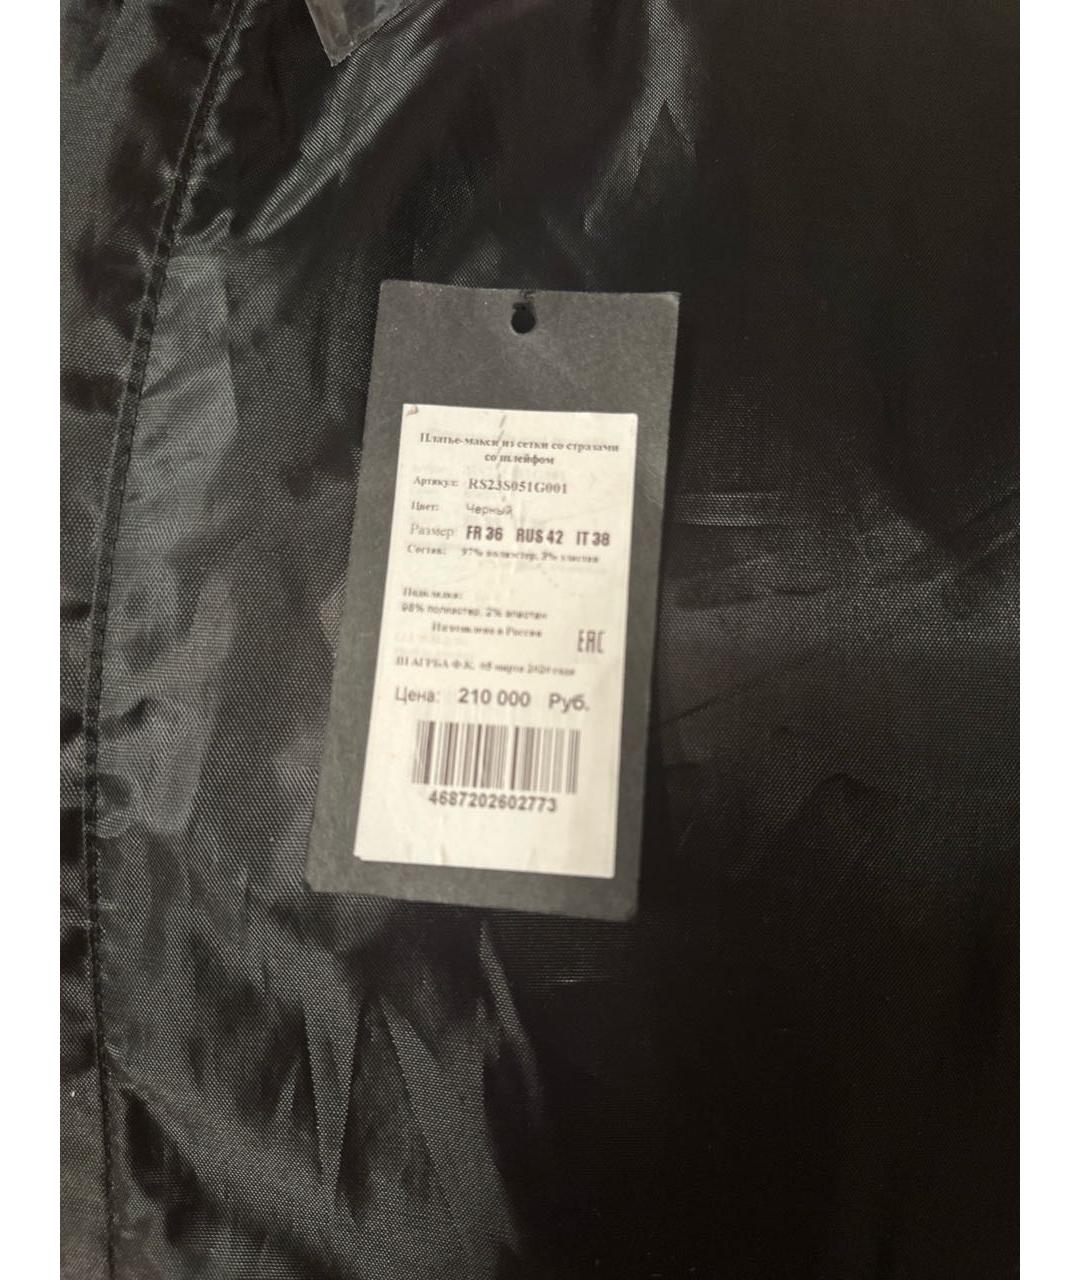 Платье-макси из сетки со стразами
со шлейфом
Артикул: RS23S051G001
Цвет: Черный
Размер FR 36 RUS 42 IT 38
Состав: 97% полиэстер, 3% эластан
Подкладка:
98% полиэстер, 2% эластан
Изготовлено в России
EAC
Цена: 210 000 Руб.
4687202602773